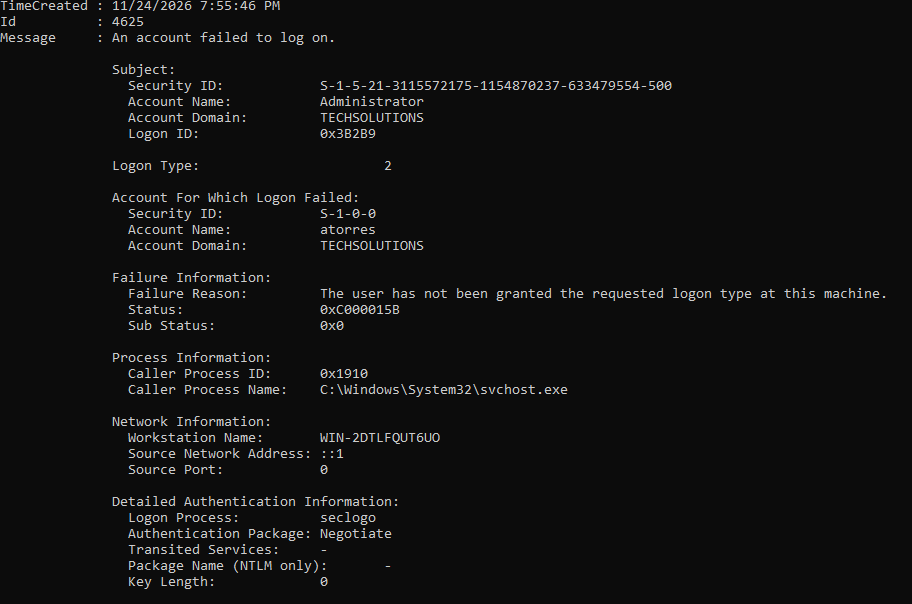 TimeCreated : 11/24/2026 7:55:46 PM
Id          : 4625
Message     : An account failed to log on.

              Subject:
                Security ID:            S-1-5-21-3115572175-1154870237-633479554-500
                Account Name:           Administrator
                Account Domain:         TECHSOLUTIONS
                Logon ID:               0x3B2B9

              Logon Type:                       2

              Account For Which Logon Failed:
                Security ID:            S-1-0-0
                Account Name:           atorres
                Account Domain:         TECHSOLUTIONS

              Failure Information:
                Failure Reason:         The user has not been granted the requested logon type at this machine.
                Status:                 0xC000015B
                Sub Status:             0x0

              Process Information:
                Caller Process ID:      0x1910
                Caller Process Name:    C:\Windows\System32\svchost.exe

              Network Information:
                Workstation Name:       WIN-2DTLFQUT6UO
                Source Network Address: ::1
                Source Port:            0

              Detailed Authentication Information:
                Logon Process:          seclogo
                Authentication Package: Negotiate
                Transited Services:     -
                Package Name (NTLM only):       -
                Key Length:             0